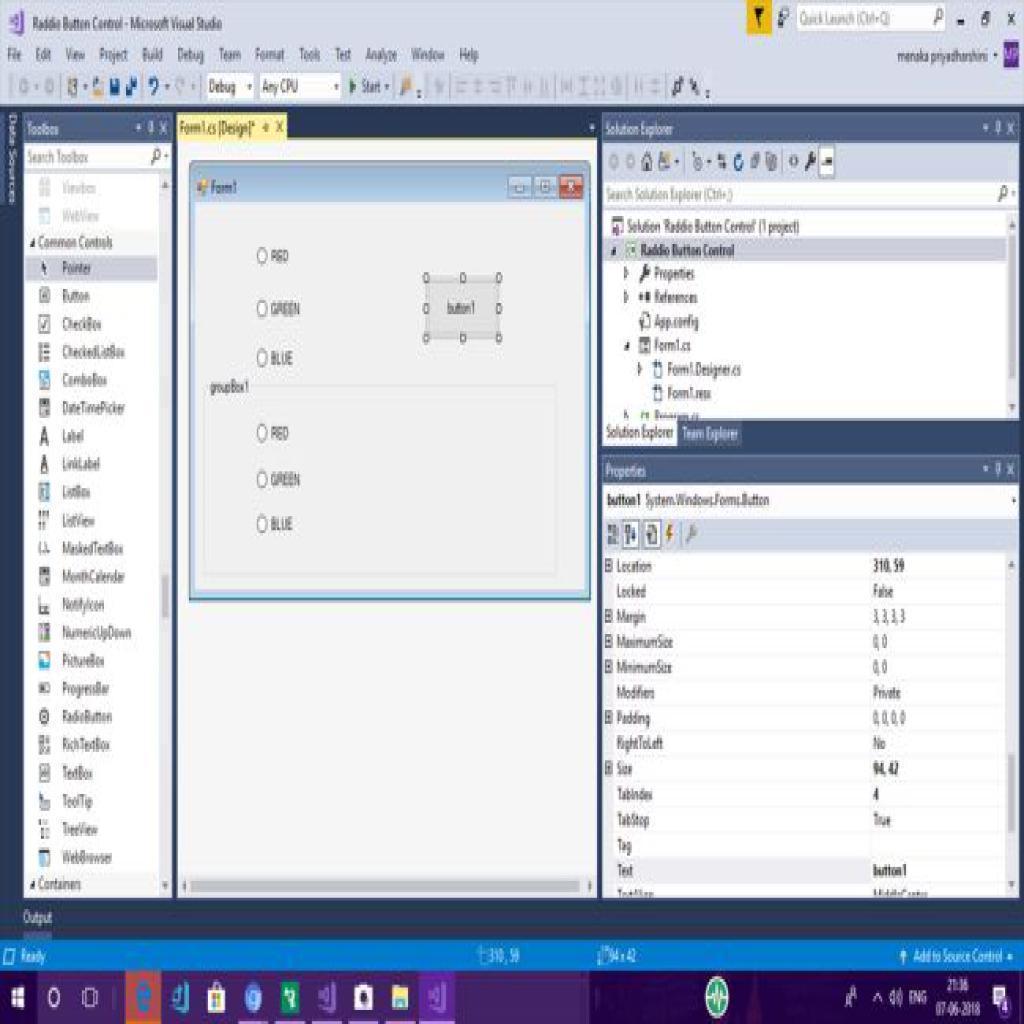 Raddio Button Control - Microsoft Visual Studio
Quick Launch (Ctrl+Q)
File Edit View Project Build Debug Team Format Tools Test Analyze Window Help
menaka priyadharshini
MP
Debug Any CPU Start
Data Sources
Toolbox
Search Toolbox
Viewbox
WebView
Common Controls
Pointer
Button
CheckBox
CheckedListBox
ComboBox
DateTimePicker
Label
LinkLabel
ListBox
ListView
MaskedTextBox
MonthCalendar
NotifyIcon
NumericUpDown
PictureBox
ProgressBar
RadioButton
RichTextBox
TextBox
ToolTip
TreeView
WebBrowser
Containers
Form1.cs [Design]*
Form1
RED
GREEN
BLUE
button1
groupBox1
RED
GREEN
BLUE
Solution Explorer
Search Solution Explorer (Ctrl+;)
Solution 'Raddio Button Control' (1 project)
Raddio Button Control
Properties
References
App.config
Form1.cs
Form1.Designer.cs
Form1.resx
Program.cs
Solution Explorer Team Explorer
Properties
button1 System.Windows.Forms.Button
Location 310, 59
Locked False
Margin 3, 3, 3, 3
MaximumSize 0, 0
MinimumSize 0, 0
Modifiers Private
Padding 0, 0, 0, 0
RightToLeft No
Size 94, 42
TabIndex 4
TabStop True
Tag
Text button1
TextAlign MiddleCenter
Output
Ready 310, 59 94 x 42 Add to Source Control
ENG
21:36
07-06-2018
4